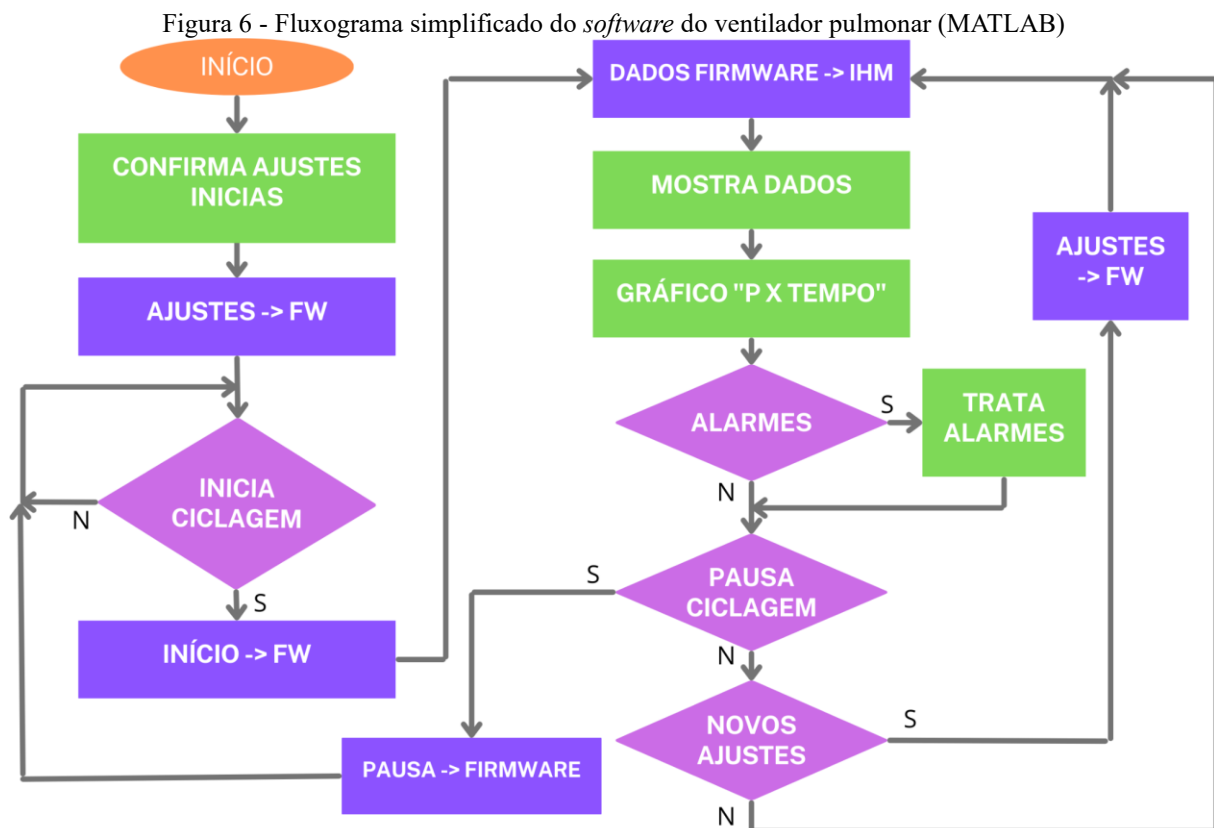 Figura 6 - Fluxograma simplificado do software do ventilador pulmonar (MATLAB)
INÍCIO
CONFIRMA AJUSTES
INICIAS
AJUSTES -> FW
INICIA
CICLAGEM
N
S
INÍCIO -> FW
DADOS FIRMWARE -> IHM
MOSTRA DADOS
GRÁFICO "P X TEMPO"
ALARMES
S
TRATA
ALARMES
N
PAUSA
CICLAGEM
S
N
PAUSA -> FIRMWARE
NOVOS
AJUSTES
S
N
AJUSTES
-> FW